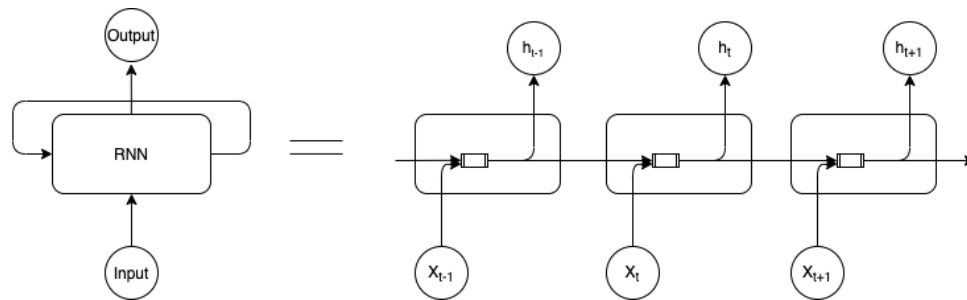 Output
RNN
Input
h_{t-1}
h_t
h_{t+1}
X_{t-1}
X_t
X_{t+1}